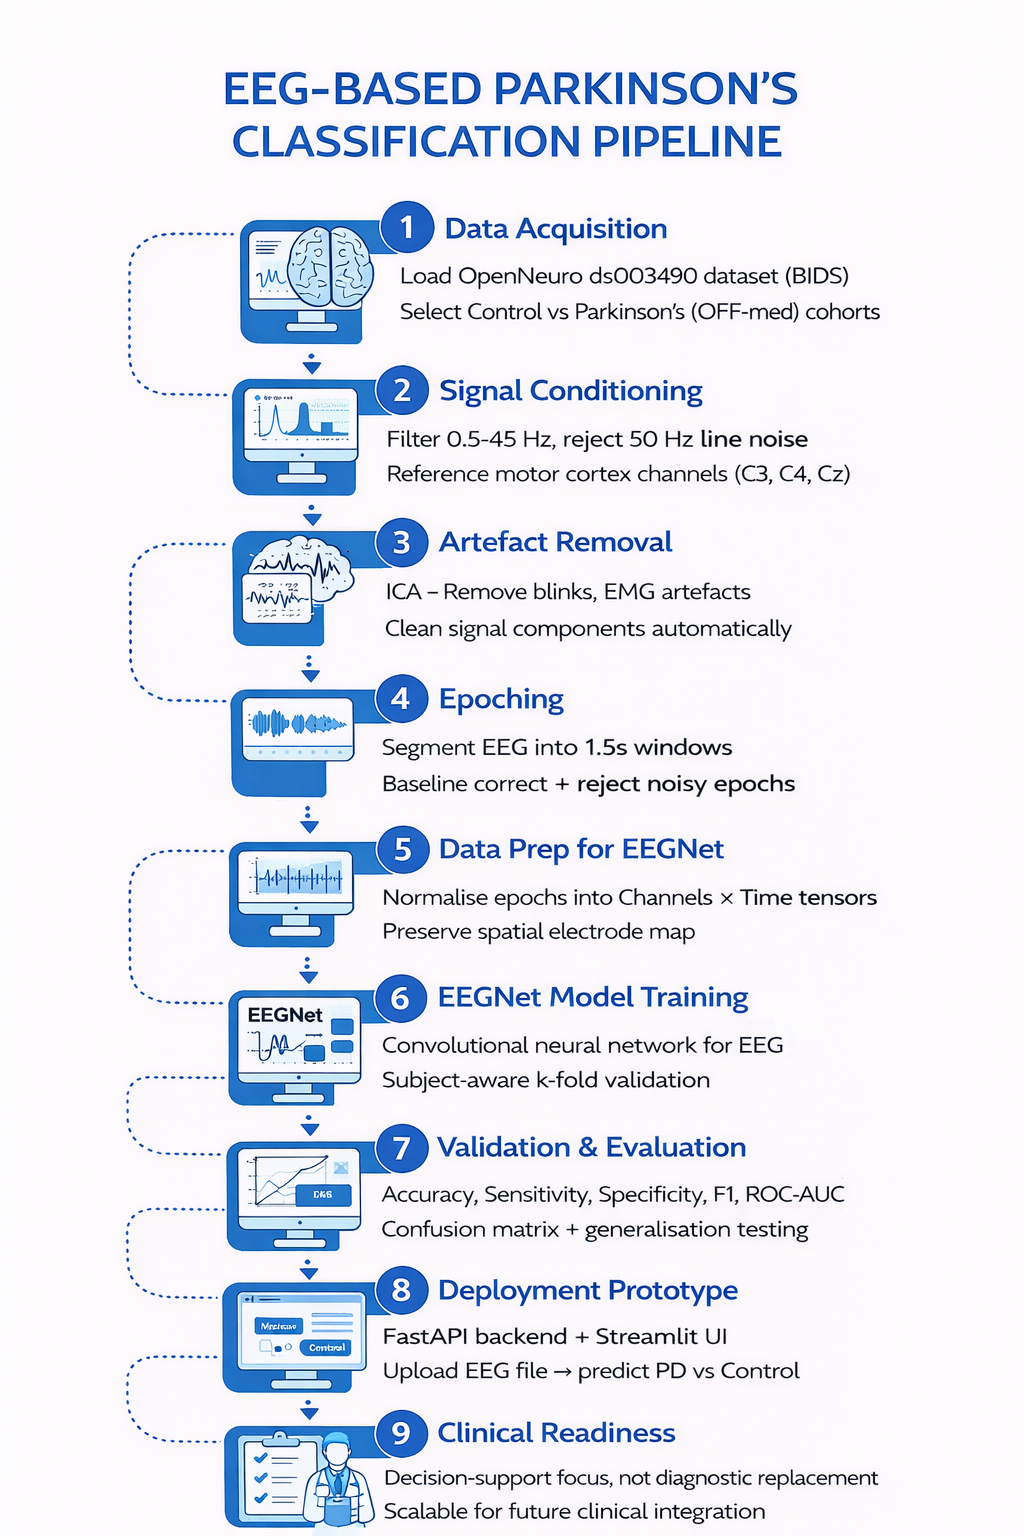 EEG-BASED PARKINSON'S
CLASSIFICATION PIPELINE
1 Data Acquisition
Load OpenNeuro ds003490 dataset (BIDS)
Select Control vs Parkinson's (OFF-med) cohorts
2 Signal Conditioning
Filter 0.5-45 Hz, reject 50 Hz line noise
Reference motor cortex channels (C3, C4, Cz)
3 Artefact Removal
ICA – Remove blinks, EMG artefacts
Clean signal components automatically
4 Epoching
Segment EEG into 1.5s windows
Baseline correct + reject noisy epochs
5 Data Prep for EEGNet
Normalise epochs into Channels × Time tensors
Preserve spatial electrode map
6 EEGNet Model Training
EEGNet
Convolutional neural network for EEG
Subject-aware k-fold validation
7 Validation & Evaluation
Accuracy, Sensitivity, Specificity, F1, ROC-AUC
Confusion matrix + generalisation testing
8 Deployment Prototype
FastAPI backend + Streamlit UI
Upload EEG file → predict PD vs Control
9 Clinical Readiness
Decision-support focus, not diagnostic replacement
Scalable for future clinical integration